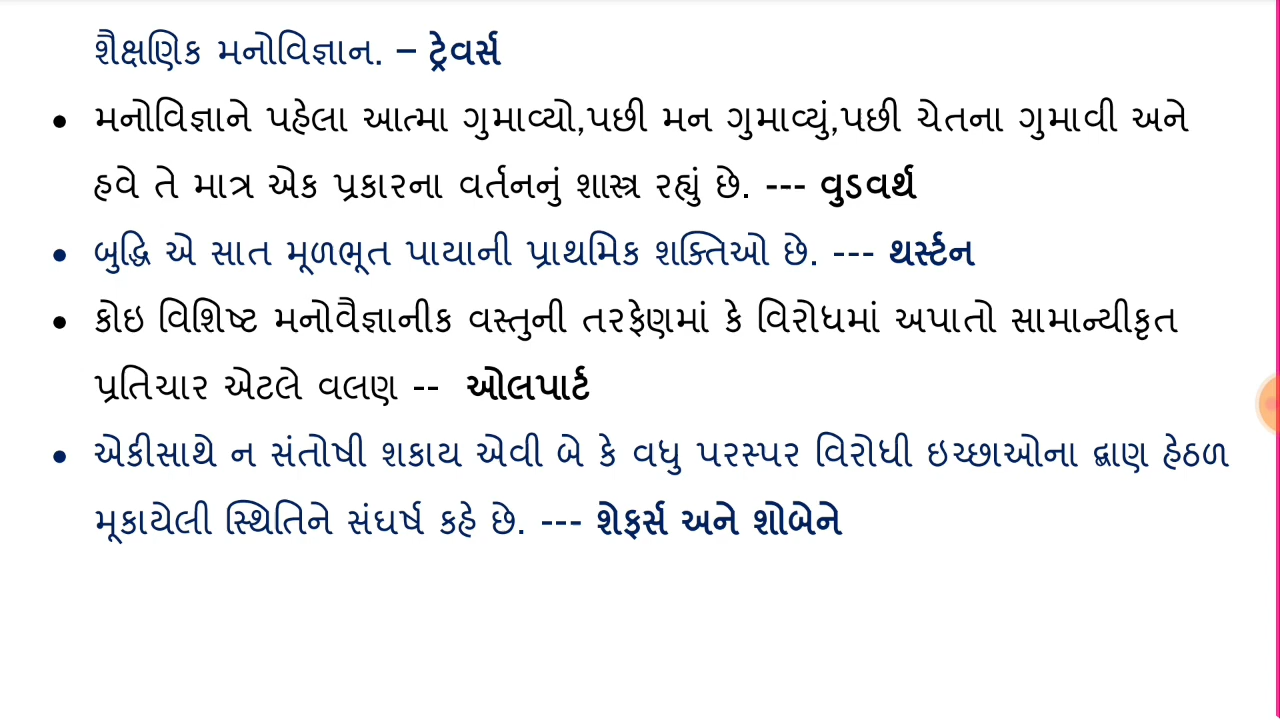 શૈક્ષણિક મનોવિજ્ઞાન. – ટ્રેવર્સ
• મનોવિજ્ઞાને પહેલા આત્મા ગુમાવ્યો,પછી મન ગુમાવ્યું,પછી ચેતના ગુમાવી અને
હવે તે માત્ર એક પ્રકારના વર્તનનું શાસ્ત્ર રહ્યું છે. --- વુડવર્થ
• બુદ્ધિ એ સાત મૂળભૂત પાયાની પ્રાથમિક શક્તિઓ છે. --- થર્સ્ટન
• કોઇ વિશિષ્ટ મનોવૈજ્ઞાનીક વસ્તુની તરફેણમાં કે વિરોધમાં અપાતો સામાન્યીકૃત
પ્રતિચાર એટલે વલણ -- ઓલપાર્ટ
• એકીસાથે ન સંતોષી શકાય એવી બે કે વધુ પરસ્પર વિરોધી ઇચ્છાઓના દ્બાણ હેઠળ
મૂકાયેલી સ્થિતિને સંઘર્ષ કહે છે. --- શેફર્સ અને શોબેને